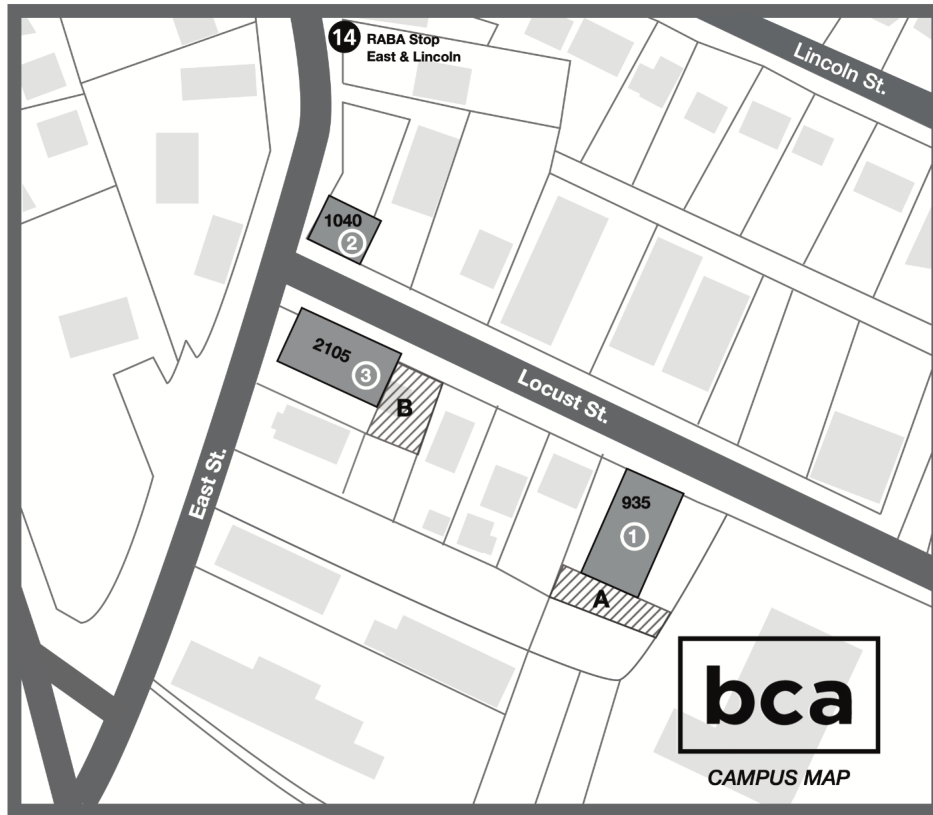 14 RABA Stop
East & Lincoln
Lincoln St.
1040
2
2105
3
B
Locust St.
East St.
935
1
A
bca
CAMPUS MAP